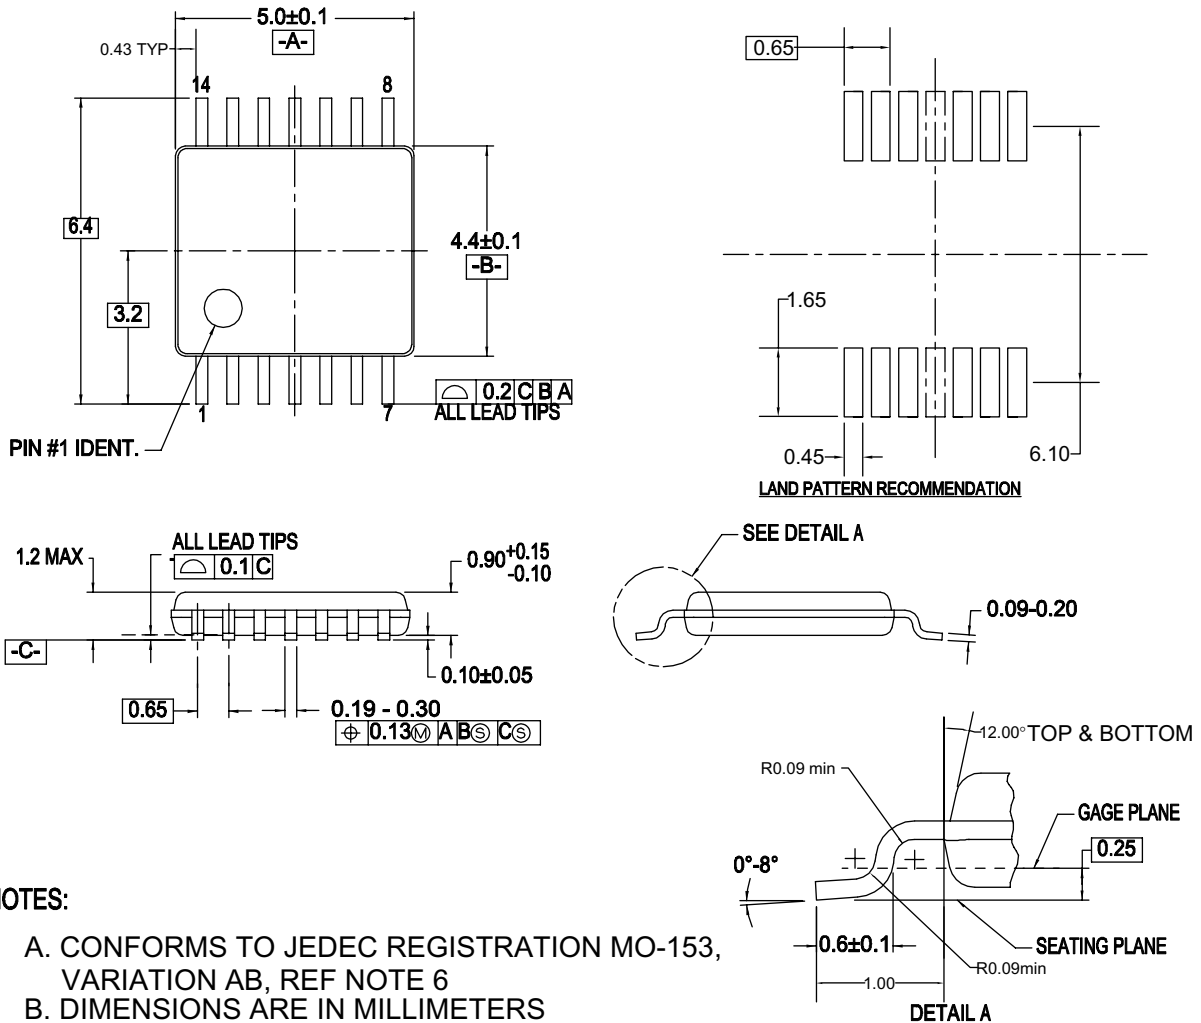 5.0±0.1
-A-
0.43 TYP
14
8
6.4
3.2
4.4±0.1
-B-
1
7
0.2 C B A
ALL LEAD TIPS
PIN #1 IDENT.
0.65
1.65
0.45
6.10
LAND PATTERN RECOMMENDATION
1.2 MAX
ALL LEAD TIPS
0.1 C
0.90 +0.15
-0.10
-C-
0.10±0.05
0.65
0.19 - 0.30
⌖ 0.13Ⓜ A BⓈ CⓈ
SEE DETAIL A
0.09-0.20
12.00° TOP & BOTTOM
R0.09 min
GAGE PLANE
0.25
0°-8°
0.6±0.1
SEATING PLANE
R0.09min
1.00
DETAIL A
NOTES:
A. CONFORMS TO JEDEC REGISTRATION MO-153,
VARIATION AB, REF NOTE 6
B. DIMENSIONS ARE IN MILLIMETERS